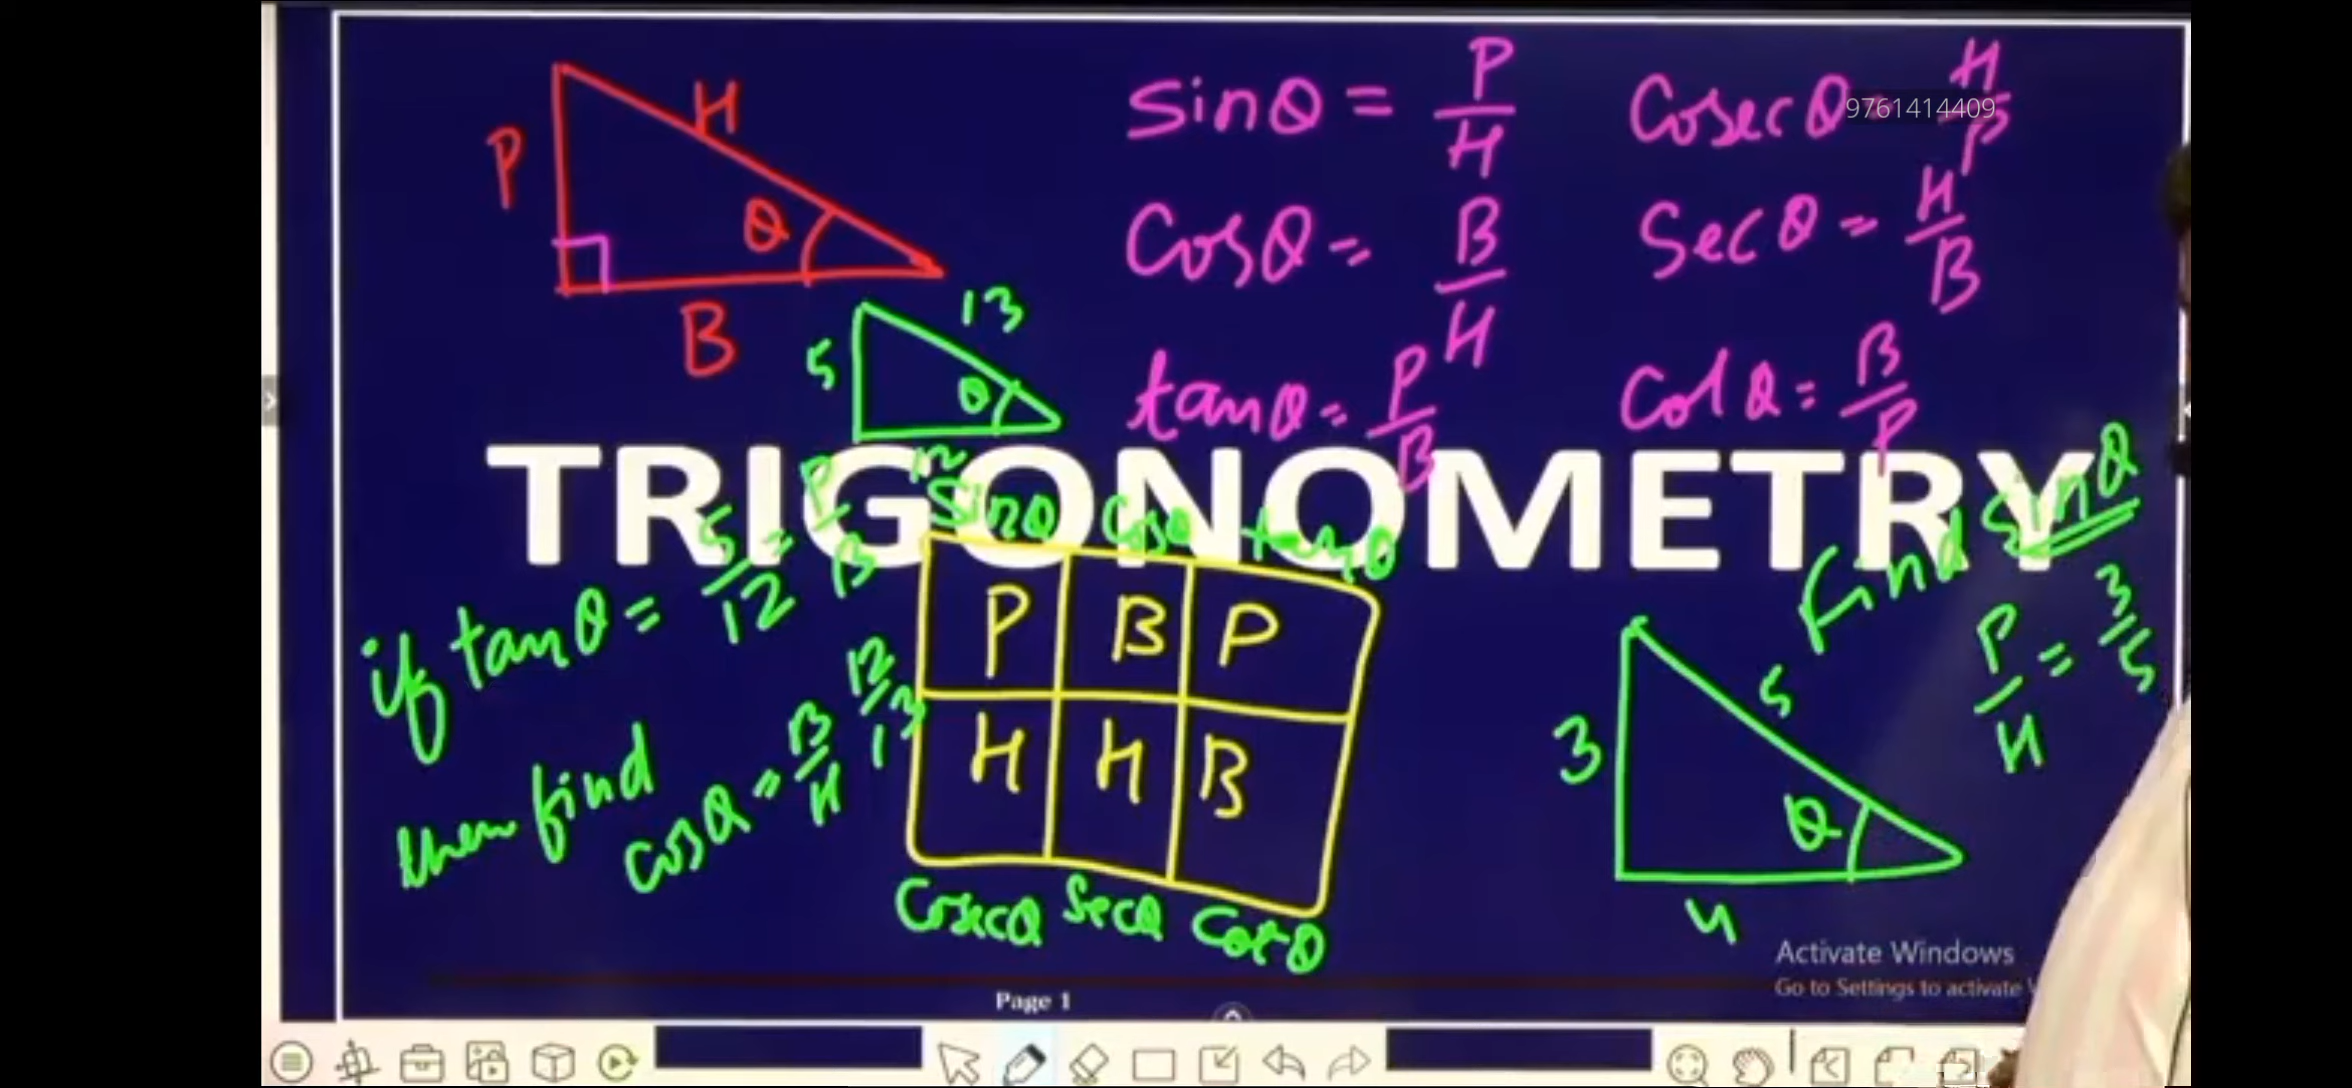 P
H
θ
B
sinθ = P/H
Cosecθ = H/P
9761414409
Cosθ = B/H
Secθ = H/B
tanθ = P/B
Cotθ = B/P
13
5
θ
12
TRIGONOMETRY
if tanθ = 5/12 = P/B
then find
cosθ = B/H 12/13
Sinθ Cosθ tanθ
P B P
H H B
Cosecθ Secθ Cotθ
Find Sinθ
P/H = 3/5
3
5
θ
4
Activate Windows
Go to Settings to activate
Page 1